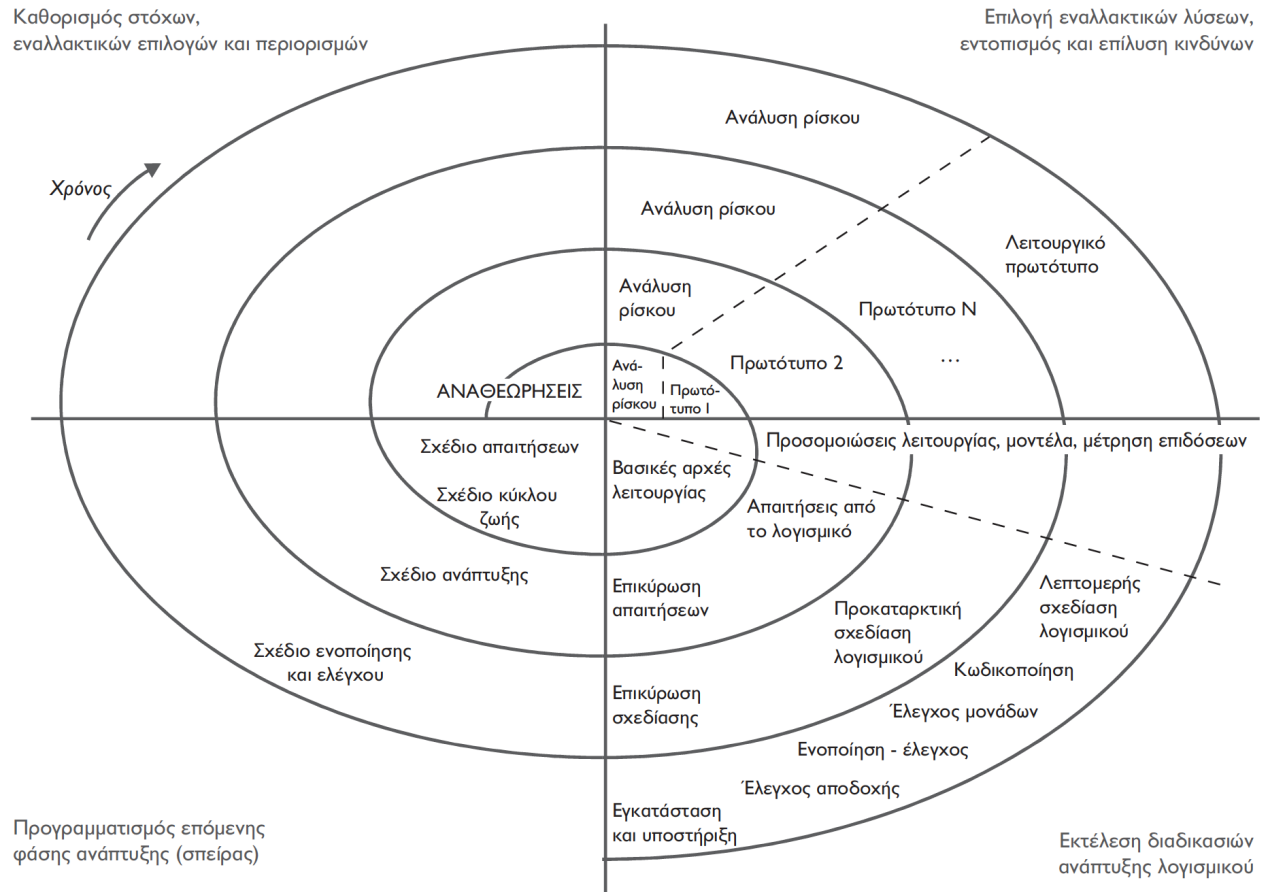 Καθορισμός στόχων,
εναλλακτικών επιλογών και περιορισμών
Επιλογή εναλλακτικών λύσεων,
εντοπισμός και επίλυση κινδύνων
Χρόνος
Ανάλυση ρίσκου
Ανάλυση ρίσκου
Ανάλυση
ρίσκου
Ανά-
λυση
ρίσκου
Πρωτό-
τυπο 1
Πρωτότυπο 2
Πρωτότυπο Ν
...
Λειτουργικό
πρωτότυπο
ΑΝΑΘΕΩΡΗΣΕΙΣ
Προσομοιώσεις λειτουργίας, μοντέλα, μέτρηση επιδόσεων
Σχέδιο απαιτήσεων
Σχέδιο κύκλου
ζωής
Σχέδιο ανάπτυξης
Σχέδιο ενοποίησης
και ελέγχου
Βασικές αρχές
λειτουργίας
Απαιτήσεις από
το λογισμικό
Επικύρωση
απαιτήσεων
Προκαταρκτική
σχεδίαση
λογισμικού
Λεπτομερής
σχεδίαση
λογισμικού
Κωδικοποίηση
Επικύρωση
σχεδίασης
Έλεγχος μονάδων
Ενοποίηση - έλεγχος
Έλεγχος αποδοχής
Εγκατάσταση
και υποστήριξη
Προγραμματισμός επόμενης
φάσης ανάπτυξης (σπείρας)
Εκτέλεση διαδικασιών
ανάπτυξης λογισμικού